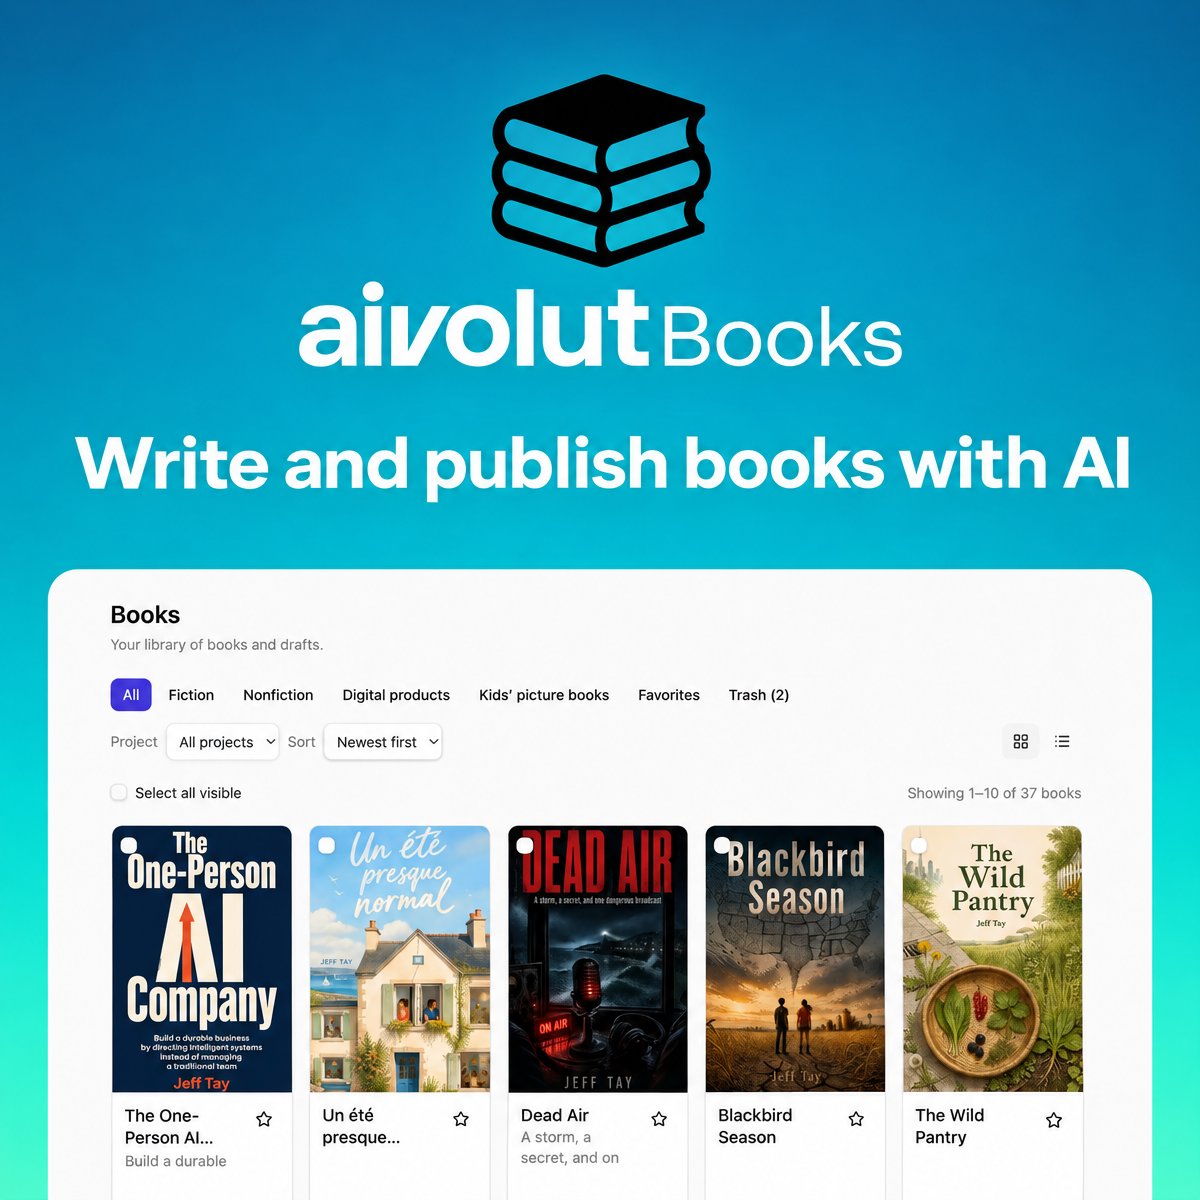 aivolut Books
Write and publish books with AI
Books
Your library of books and drafts.
All Fiction Nonfiction Digital products Kids' picture books Favorites Trash (2)
Project All projects Sort Newest first
Select all visible Showing 1–10 of 37 books
The
One-Person
AI
Company
Build a durable business
by directing intelligent systems
instead of managing
a traditional team
Jeff Tay
Un été
presque
normal
JEFF TAY
DEAD AIR
A storm, a secret, and one dangerous broadcast
ON AIR
JEFF TAY
Blackbird
Season
Jeff Tay
The
Wild
Pantry
Jeff Tay
The One-
Person AI...
Build a durable
Un été
presque...
Dead Air
A storm, a
secret, and on
Blackbird
Season
The Wild
Pantry